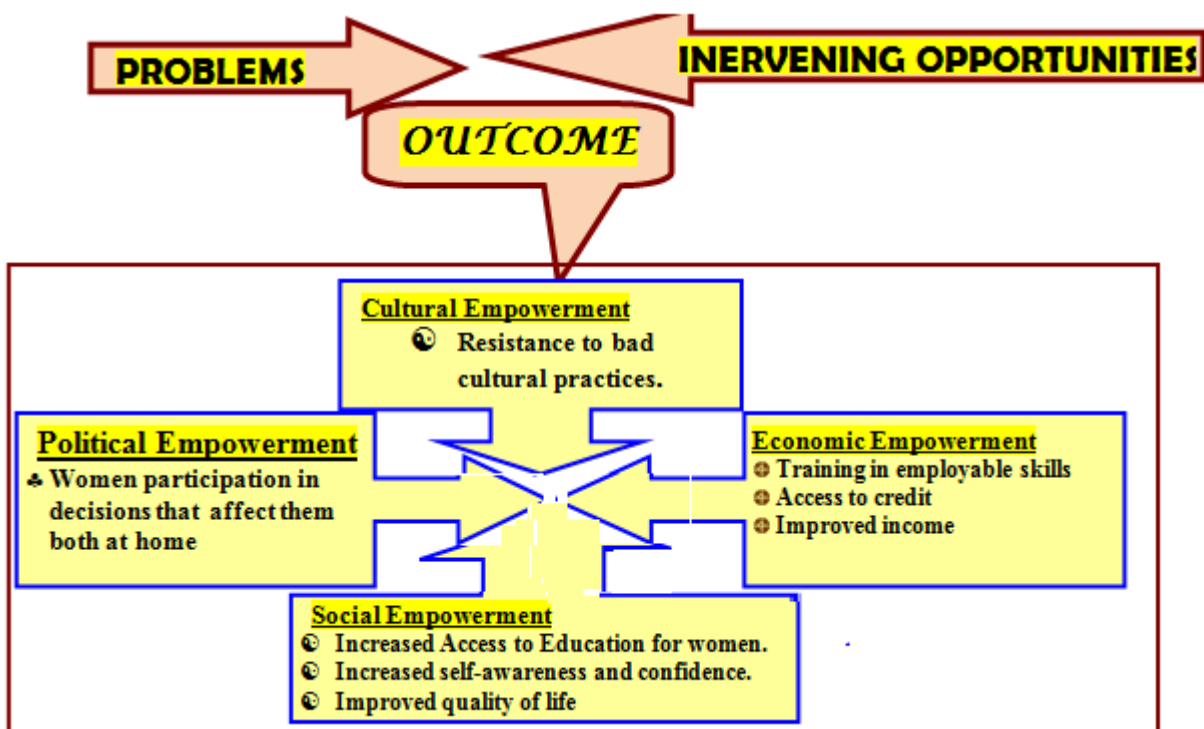 PROBLEMS
INERVENING OPPORTUNITIES
OUTCOME
Cultural Empowerment
☯ Resistance to bad
cultural practices.
Political Empowerment
♣ Women participation in
decisions that affect them
both at home
Economic Empowerment
Training in employable skills
Access to credit
Improved income
Social Empowerment
☯ Increased Access to Education for women.
☯ Increased self-awareness and confidence.
☯ Improved quality of life